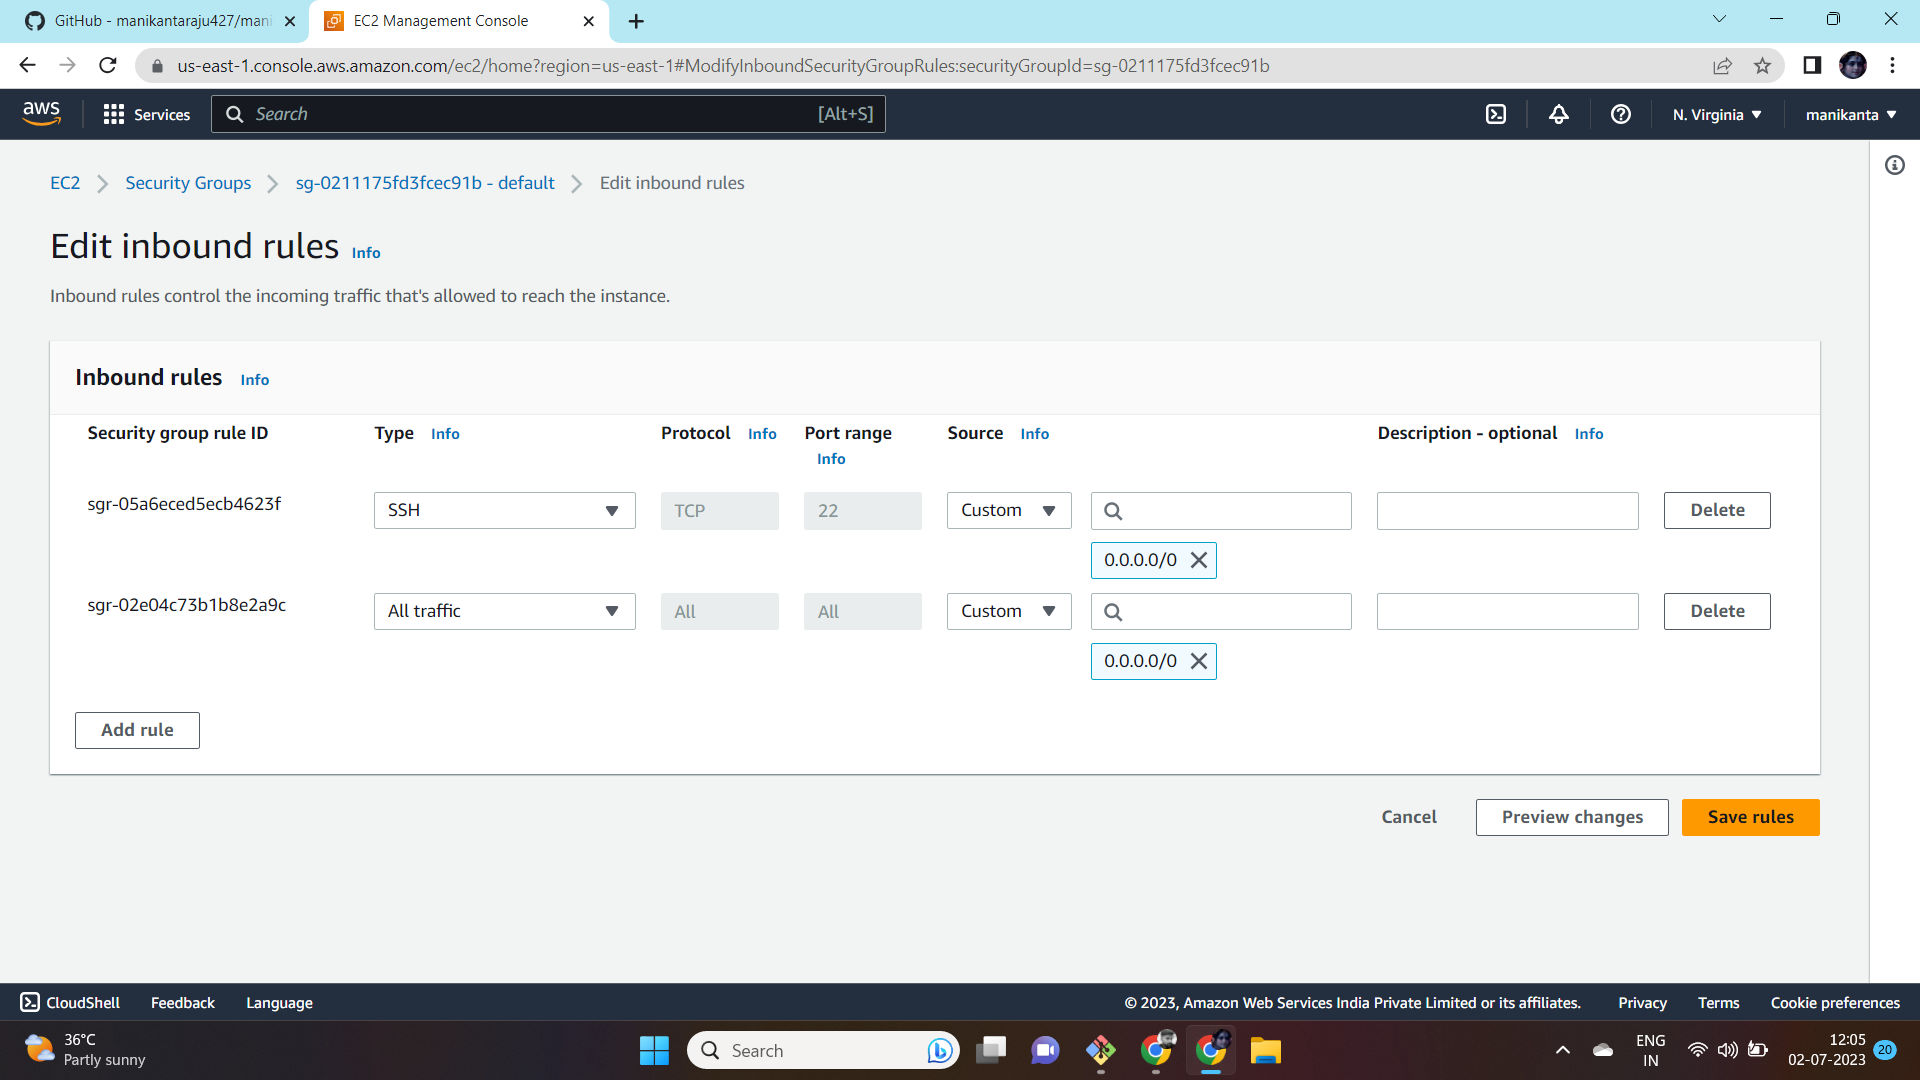 GitHub - manikantaraju427/mani
EC2 Management Console
us-east-1.console.aws.amazon.com/ec2/home?region=us-east-1#ModifyInboundSecurityGroupRules:securityGroupId=sg-0211175fd3fcec91b
aws
Services
Search
[Alt+S]
N. Virginia
manikanta
EC2
Security Groups
sg-0211175fd3fcec91b - default
Edit inbound rules
Edit inbound rules Info
Inbound rules control the incoming traffic that's allowed to reach the instance.
Inbound rules Info
Security group rule ID
Type Info
Protocol Info
Port range
Info
Source Info
Description - optional Info
sgr-05a6eced5ecb4623f
SSH
TCP
22
Custom
Delete
0.0.0.0/0
sgr-02e04c73b1b8e2a9c
All traffic
All
All
Custom
Delete
0.0.0.0/0
Add rule
Cancel
Preview changes
Save rules
CloudShell
Feedback
Language
© 2023, Amazon Web Services India Private Limited or its affiliates.
Privacy
Terms
Cookie preferences
36°C
Partly sunny
Search
ENG
IN
12:05
02-07-2023
20